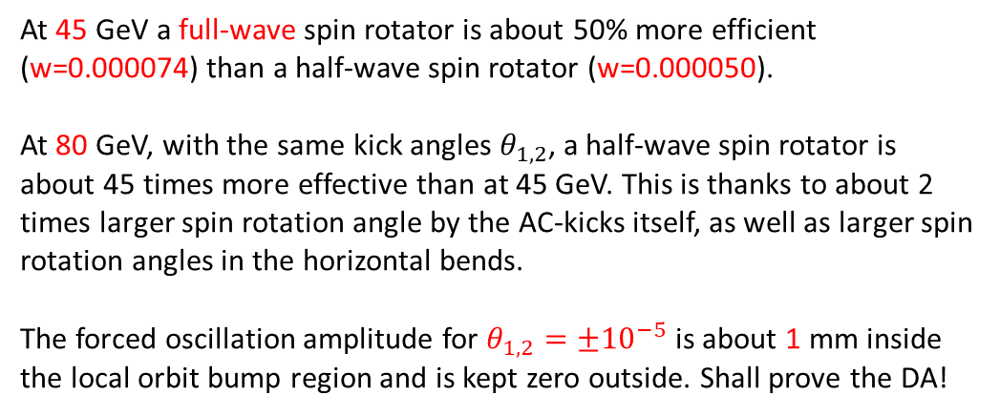 At 45 GeV a full-wave spin rotator is about 50% more efficient
(w=0.000074) than a half-wave spin rotator (w=0.000050).
At 80 GeV, with the same kick angles θ₁,₂, a half-wave spin rotator is
about 45 times more effective than at 45 GeV. This is thanks to about 2
times larger spin rotation angle by the AC-kicks itself, as well as larger spin
rotation angles in the horizontal bends.
The forced oscillation amplitude for θ₁,₂ = ±10⁻⁵ is about 1 mm inside
the local orbit bump region and is kept zero outside. Shall prove the DA!